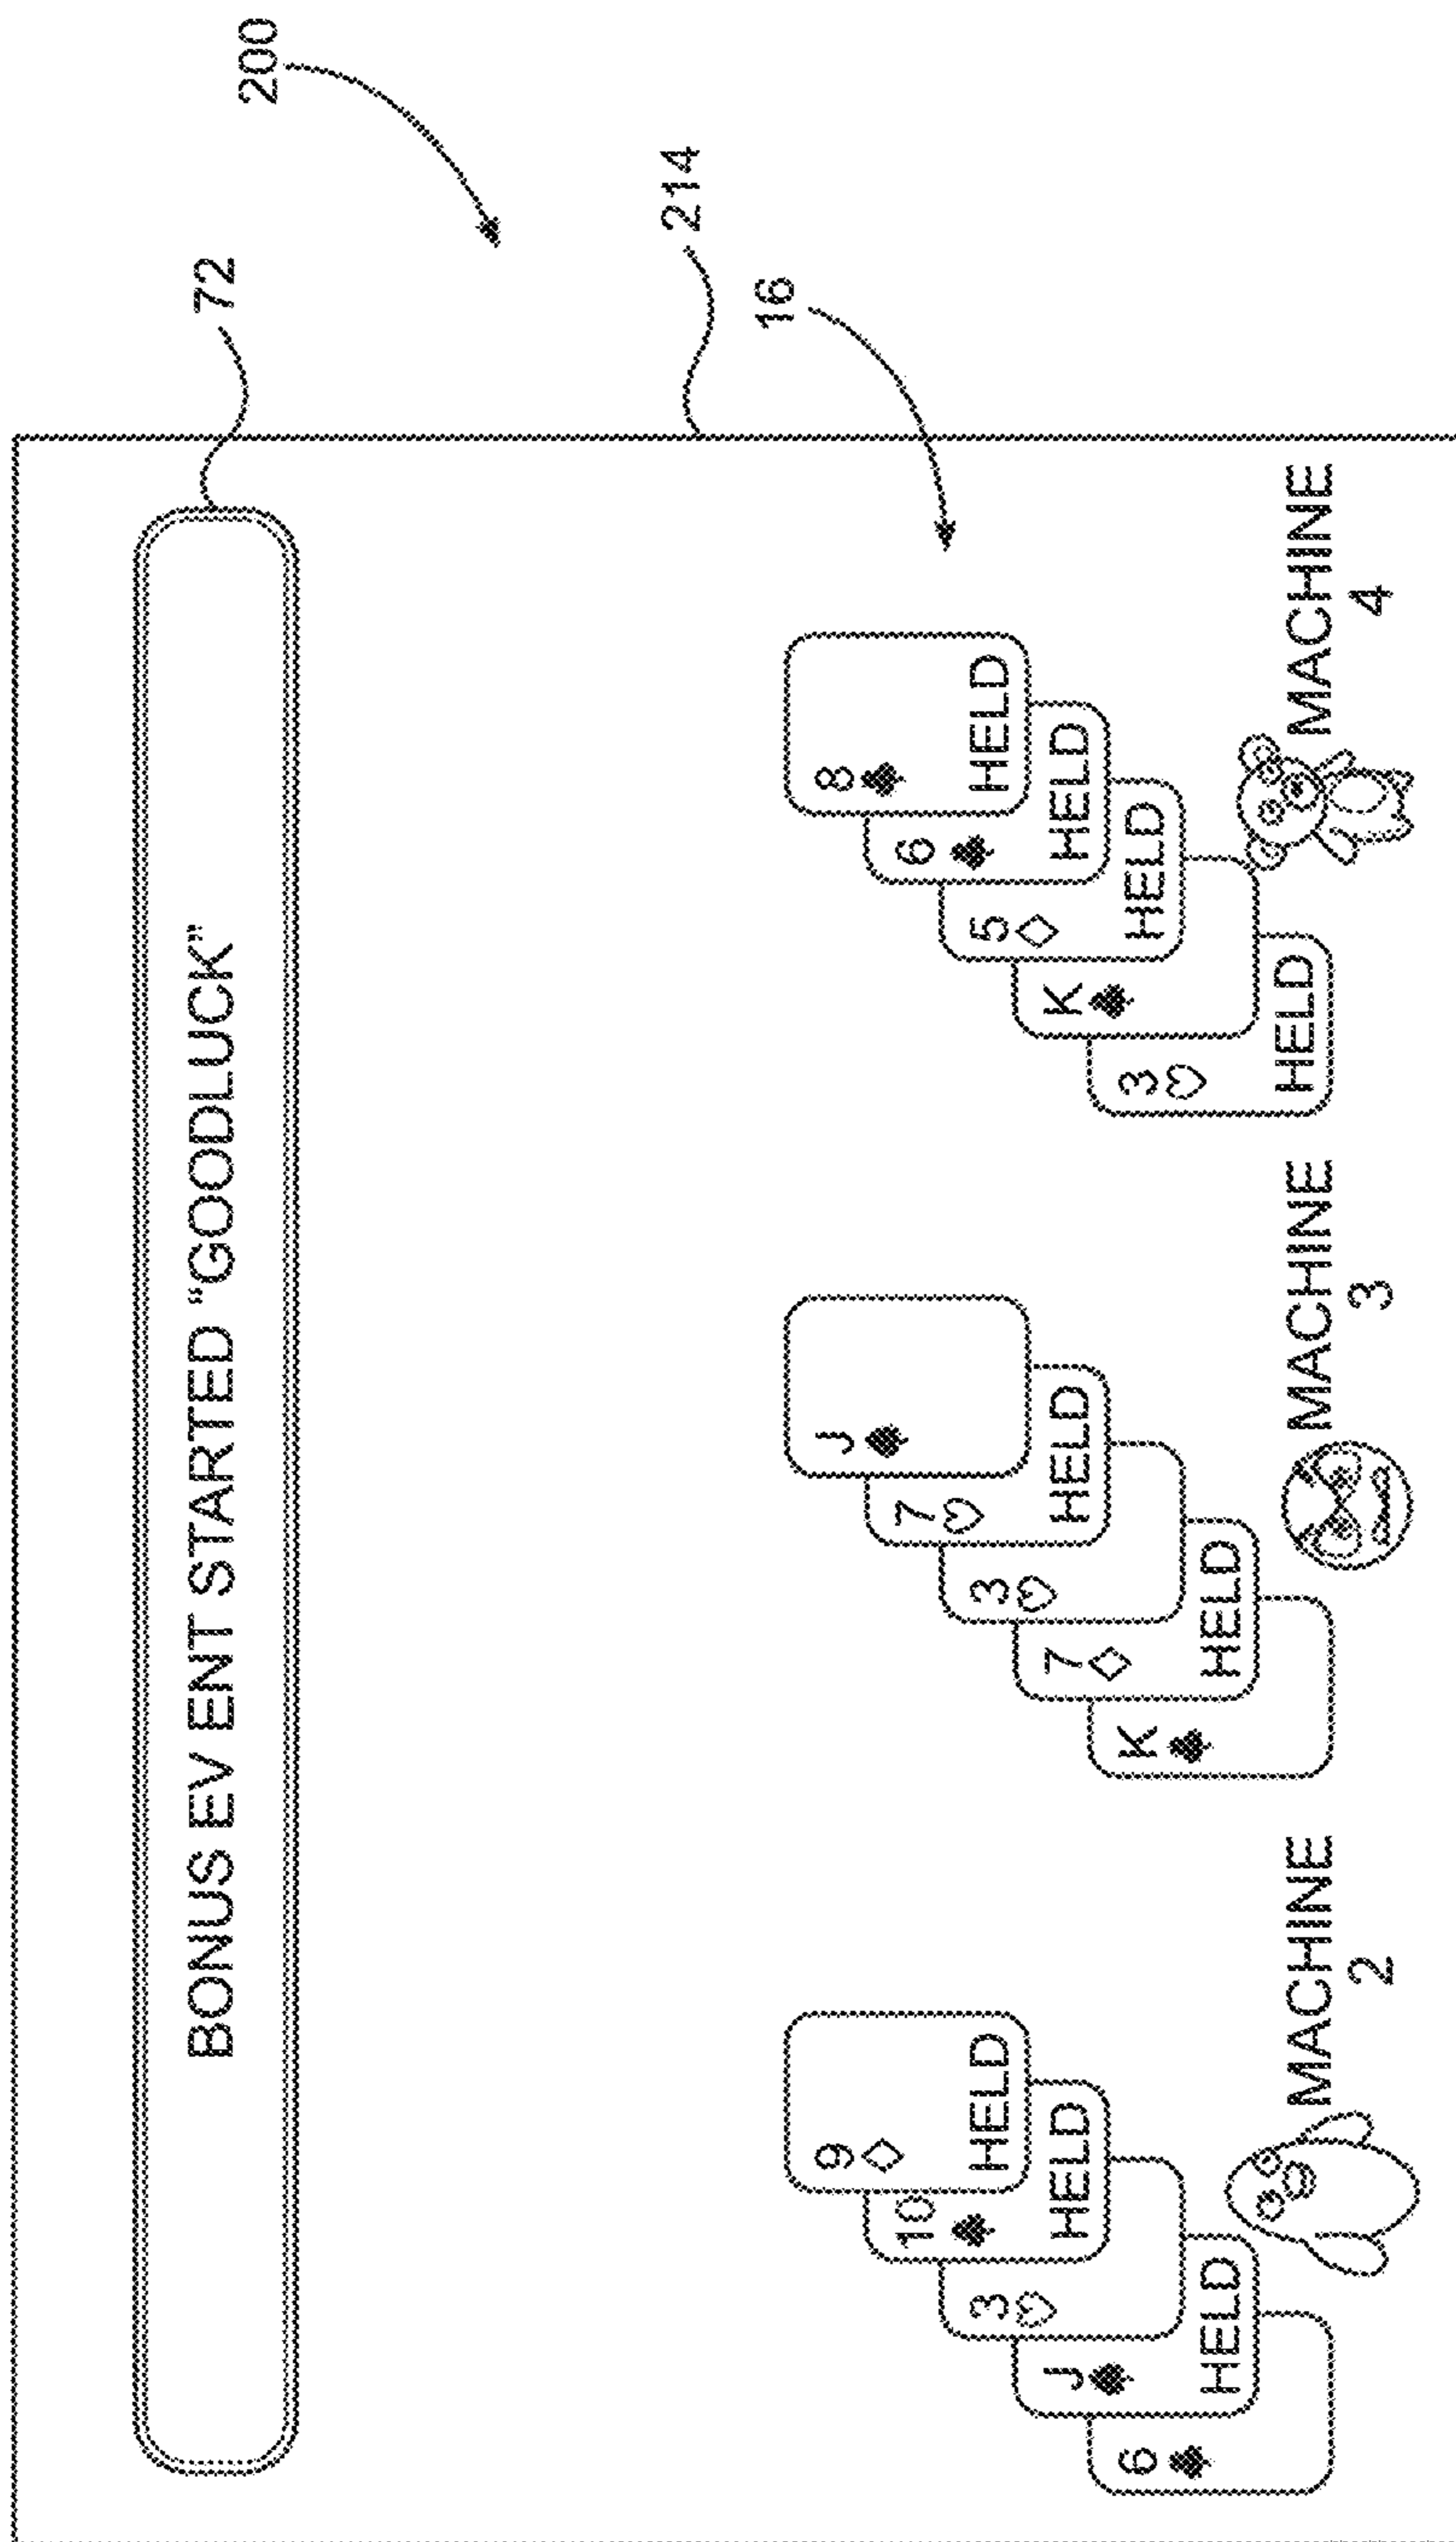 200
72
BONUS EV ENT STARTED “GOODLUCK”
214
16
9
HELD
10
HELD
3
J
HELD
6
MACHINE
2
J
7
HELD
3
7
HELD
K
MACHINE
3
8
HELD
6
HELD
5
HELD
K
3
HELD
MACHINE
4